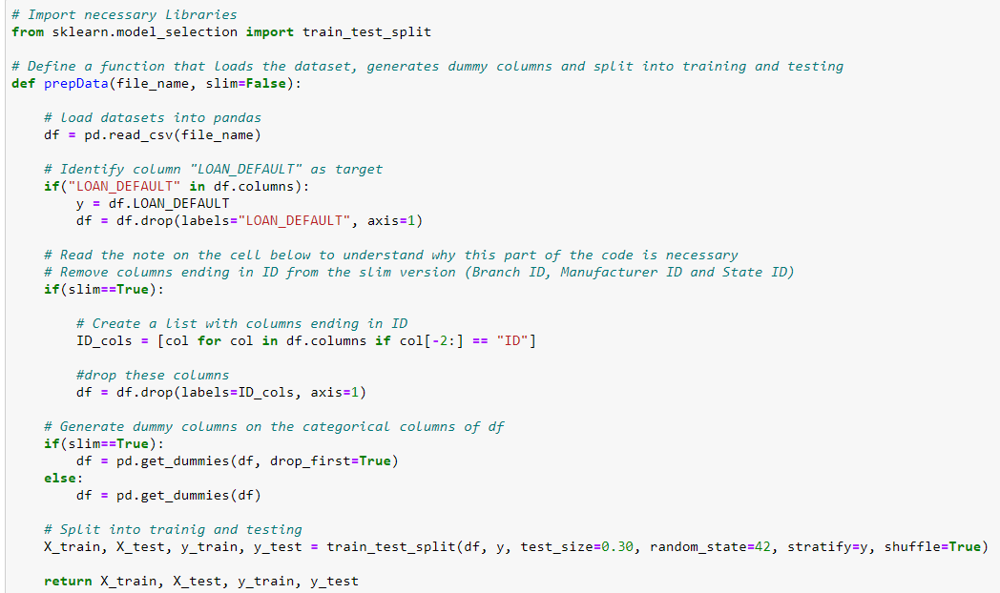 # Import necessary Libraries
from sklearn.model_selection import train_test_split
# Define a function that loads the dataset, generates dummy columns and split into training and testing
def prepData(file_name, slim=False):
# load datasets into pandas
df = pd.read_csv(file_name)
# Identify column "LOAN_DEFAULT" as target
if("LOAN_DEFAULT" in df.columns):
y = df.LOAN_DEFAULT
df = df.drop(labels="LOAN_DEFAULT", axis=1)
# Read the note on the cell below to understand why this part of the code is necessary
# Remove columns ending in ID from the slim version (Branch ID, Manufacturer ID and State ID)
if(slim==True):
# Create a list with columns ending in ID
ID_cols = [col for col in df.columns if col[-2:] == "ID"]
#drop these columns
df = df.drop(labels=ID_cols, axis=1)
# Generate dummy columns on the categorical columns of df
if(slim==True):
df = pd.get_dummies(df, drop_first=True)
else:
df = pd.get_dummies(df)
# Split into trainig and testing
X_train, X_test, y_train, y_test = train_test_split(df, y, test_size=0.30, random_state=42, stratify=y, shuffle=True)
return X_train, X_test, y_train, y_test